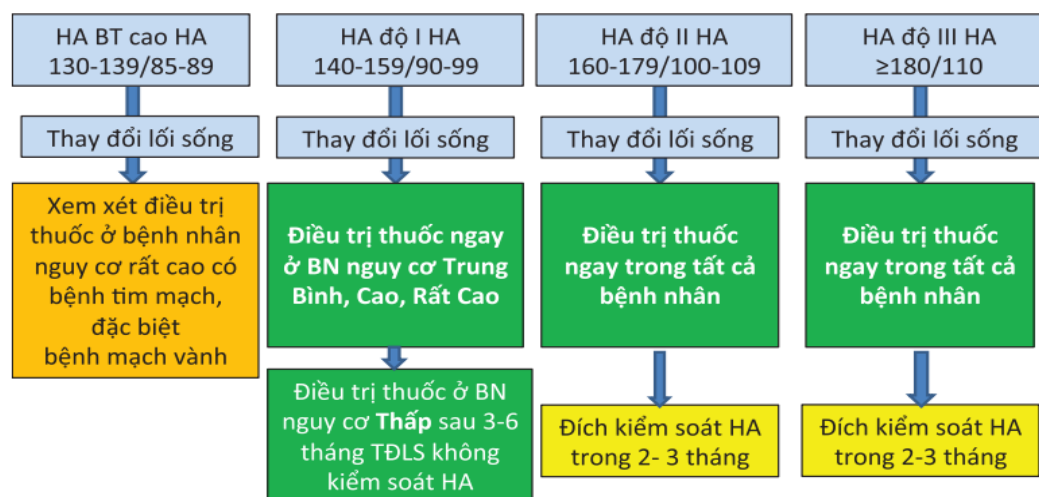 HA BT cao HA
130-139/85-89
HA độ I HA
140-159/90-99
HA độ II HA
160-179/100-109
HA độ III HA
≥180/110
Thay đổi lối sống
Thay đổi lối sống
Thay đổi lối sống
Thay đổi lối sống
Xem xét điều trị
thuốc ở bệnh nhân
nguy cơ rất cao có
bệnh tim mạch,
đặc biệt
bệnh mạch vành
Điều trị thuốc ngay
ở BN nguy cơ Trung
Bình, Cao, Rất Cao
Điều trị thuốc
ngay trong tất cả
bệnh nhân
Điều trị thuốc
ngay trong tất cả
bệnh nhân
Điều trị thuốc ở BN
nguy cơ Thấp sau 3-6
tháng TĐLS không
kiểm soát HA
Đích kiểm soát HA
trong 2- 3 tháng
Đích kiểm soát HA
trong 2-3 tháng